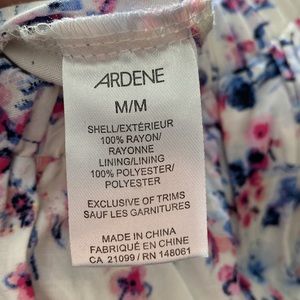 ARDENE
M/M
SHELL/EXTÉRIEUR
100% RAYON/
RAYONNE
LINING/LINING
100% POLYESTER/
POLYESTER
EXCLUSIVE OF TRIMS
SAUF LES GARNITURES
MADE IN CHINA
FABRIQUÉ EN CHINE
CA 21099 / RN 148061